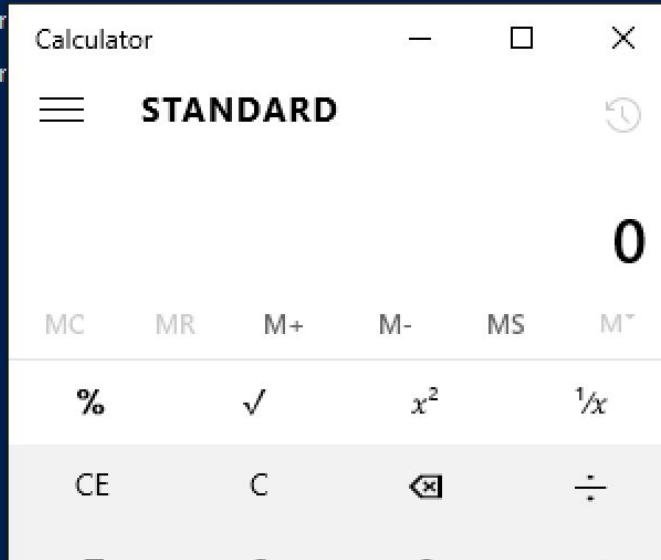 Calculator
STANDARD
0
MC MR M+ M- MS M
% √ x² ¹/x
CE C ÷